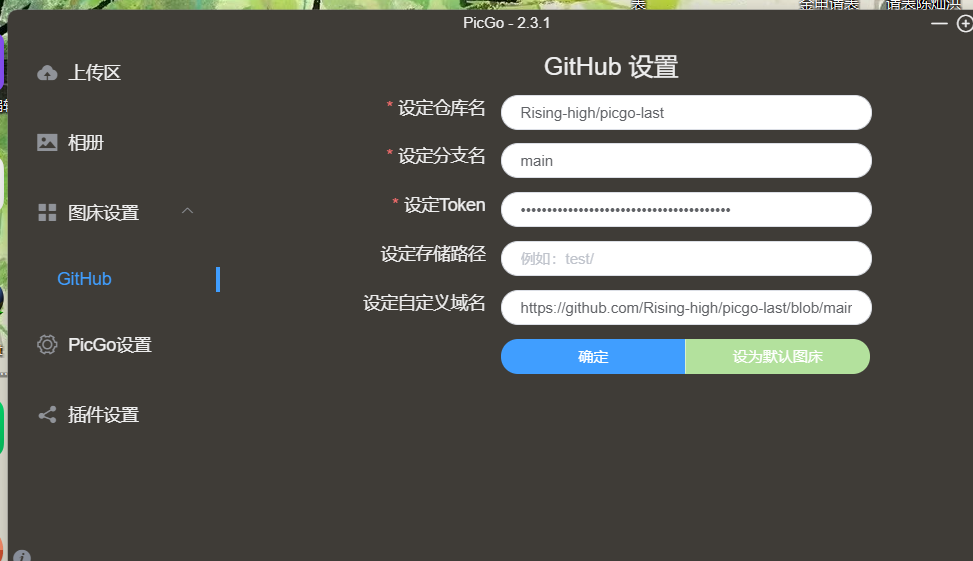 PicGo - 2.3.1
上传区
相册
图床设置
GitHub
PicGo设置
插件设置
GitHub 设置
* 设定仓库名
Rising-high/picgo-last
* 设定分支名
main
* 设定Token
设定存储路径
例如：test/
设定自定义域名
https://github.com/Rising-high/picgo-last/blob/mair
确定
设为默认图床